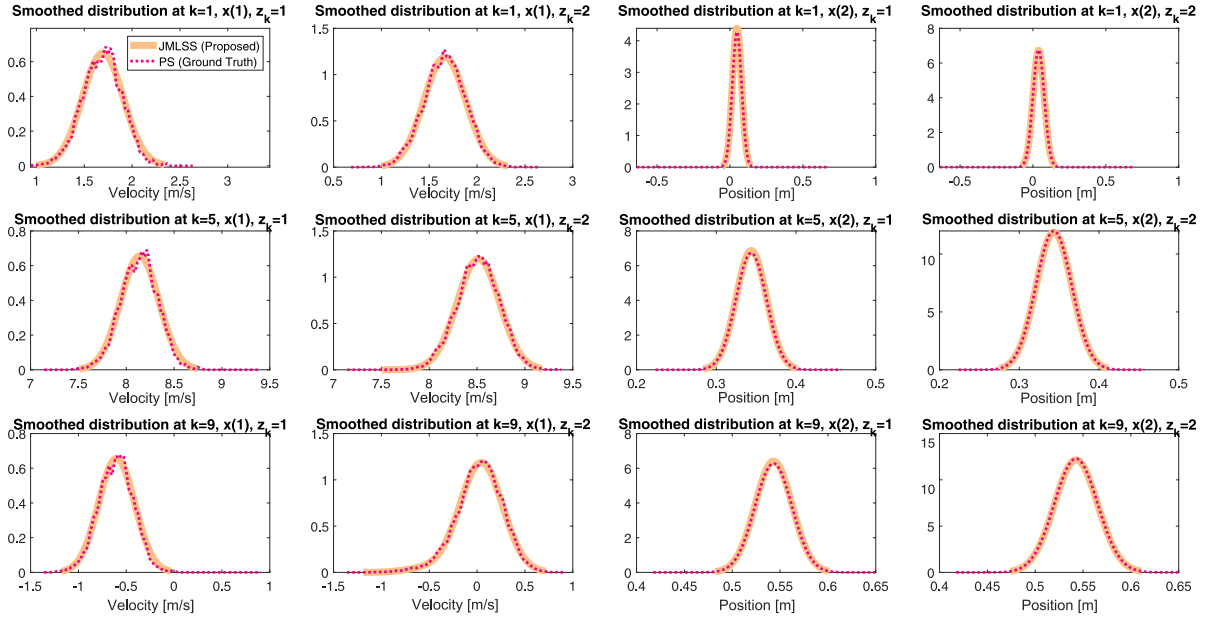 Smoothed distribution at k=1, x(1), z_k=1
JMLSS (Proposed)
PS (Ground Truth)
0.6
0.4
0.2
0
1 1.5 2 2.5 3
Velocity [m/s]
Smoothed distribution at k=1, x(1), z_k=2
1.5
1
0.5
0
0.5 1 1.5 2 2.5 3
Velocity [m/s]
Smoothed distribution at k=1, x(2), z_k=1
4
3
2
1
0
-0.5 0 0.5 1
Position [m]
Smoothed distribution at k=1, x(2), z_k=2
8
6
4
2
0
-0.5 0 0.5 1
Position [m]
Smoothed distribution at k=5, x(1), z_k=1
0.8
0.6
0.4
0.2
0
7 7.5 8 8.5 9 9.5
Velocity [m/s]
Smoothed distribution at k=5, x(1), z_k=2
1.5
1
0.5
0
7 7.5 8 8.5 9 9.5
Velocity [m/s]
Smoothed distribution at k=5, x(2), z_k=1
8
6
4
2
0
0.2 0.3 0.4 0.5
Position [m]
Smoothed distribution at k=5, x(2), z_k=2
10
5
0
0.2 0.3 0.4 0.5
Position [m]
Smoothed distribution at k=9, x(1), z_k=1
0.8
0.6
0.4
0.2
0
-1.5 -1 -0.5 0 0.5 1
Velocity [m/s]
Smoothed distribution at k=9, x(1), z_k=2
1.5
1
0.5
0
-1.5 -1 -0.5 0 0.5 1
Velocity [m/s]
Smoothed distribution at k=9, x(2), z_k=1
8
6
4
2
0
0.4 0.45 0.5 0.55 0.6 0.65
Position [m]
Smoothed distribution at k=9, x(2), z_k=2
15
10
5
0
0.4 0.45 0.5 0.55 0.6 0.65
Position [m]